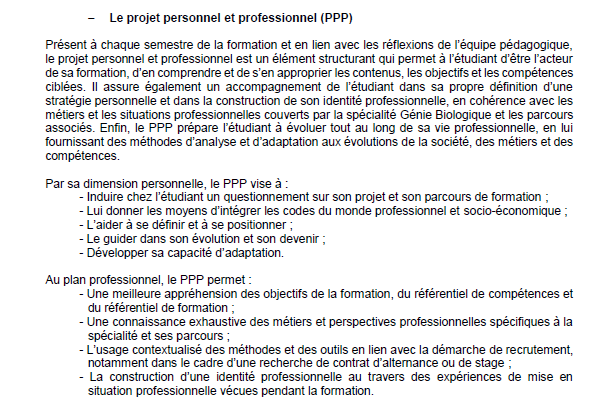 – Le projet personnel et professionnel (PPP)
Présent à chaque semestre de la formation et en lien avec les réflexions de l'équipe pédagogique,
le projet personnel et professionnel est un élément structurant qui permet à l'étudiant d'être l'acteur
de sa formation, d'en comprendre et de s'en approprier les contenus, les objectifs et les compétences
ciblées. Il assure également un accompagnement de l'étudiant dans sa propre définition d'une
stratégie personnelle et dans la construction de son identité professionnelle, en cohérence avec les
métiers et les situations professionnelles couverts par la spécialité Génie Biologique et les parcours
associés. Enfin, le PPP prépare l'étudiant à évoluer tout au long de sa vie professionnelle, en lui
fournissant des méthodes d'analyse et d'adaptation aux évolutions de la société, des métiers et des
compétences.
Par sa dimension personnelle, le PPP vise à :
- Induire chez l'étudiant un questionnement sur son projet et son parcours de formation ;
- Lui donner les moyens d'intégrer les codes du monde professionnel et socio-économique ;
- L'aider à se définir et à se positionner ;
- Le guider dans son évolution et son devenir ;
- Développer sa capacité d'adaptation.
Au plan professionnel, le PPP permet :
- Une meilleure appréhension des objectifs de la formation, du référentiel de compétences et
du référentiel de formation ;
- Une connaissance exhaustive des métiers et perspectives professionnelles spécifiques à la
spécialité et ses parcours ;
- L'usage contextualisé des méthodes et des outils en lien avec la démarche de recrutement,
notamment dans le cadre d'une recherche de contrat d'alternance ou de stage ;
- La construction d'une identité professionnelle au travers des expériences de mise en
situation professionnelle vécues pendant la formation.